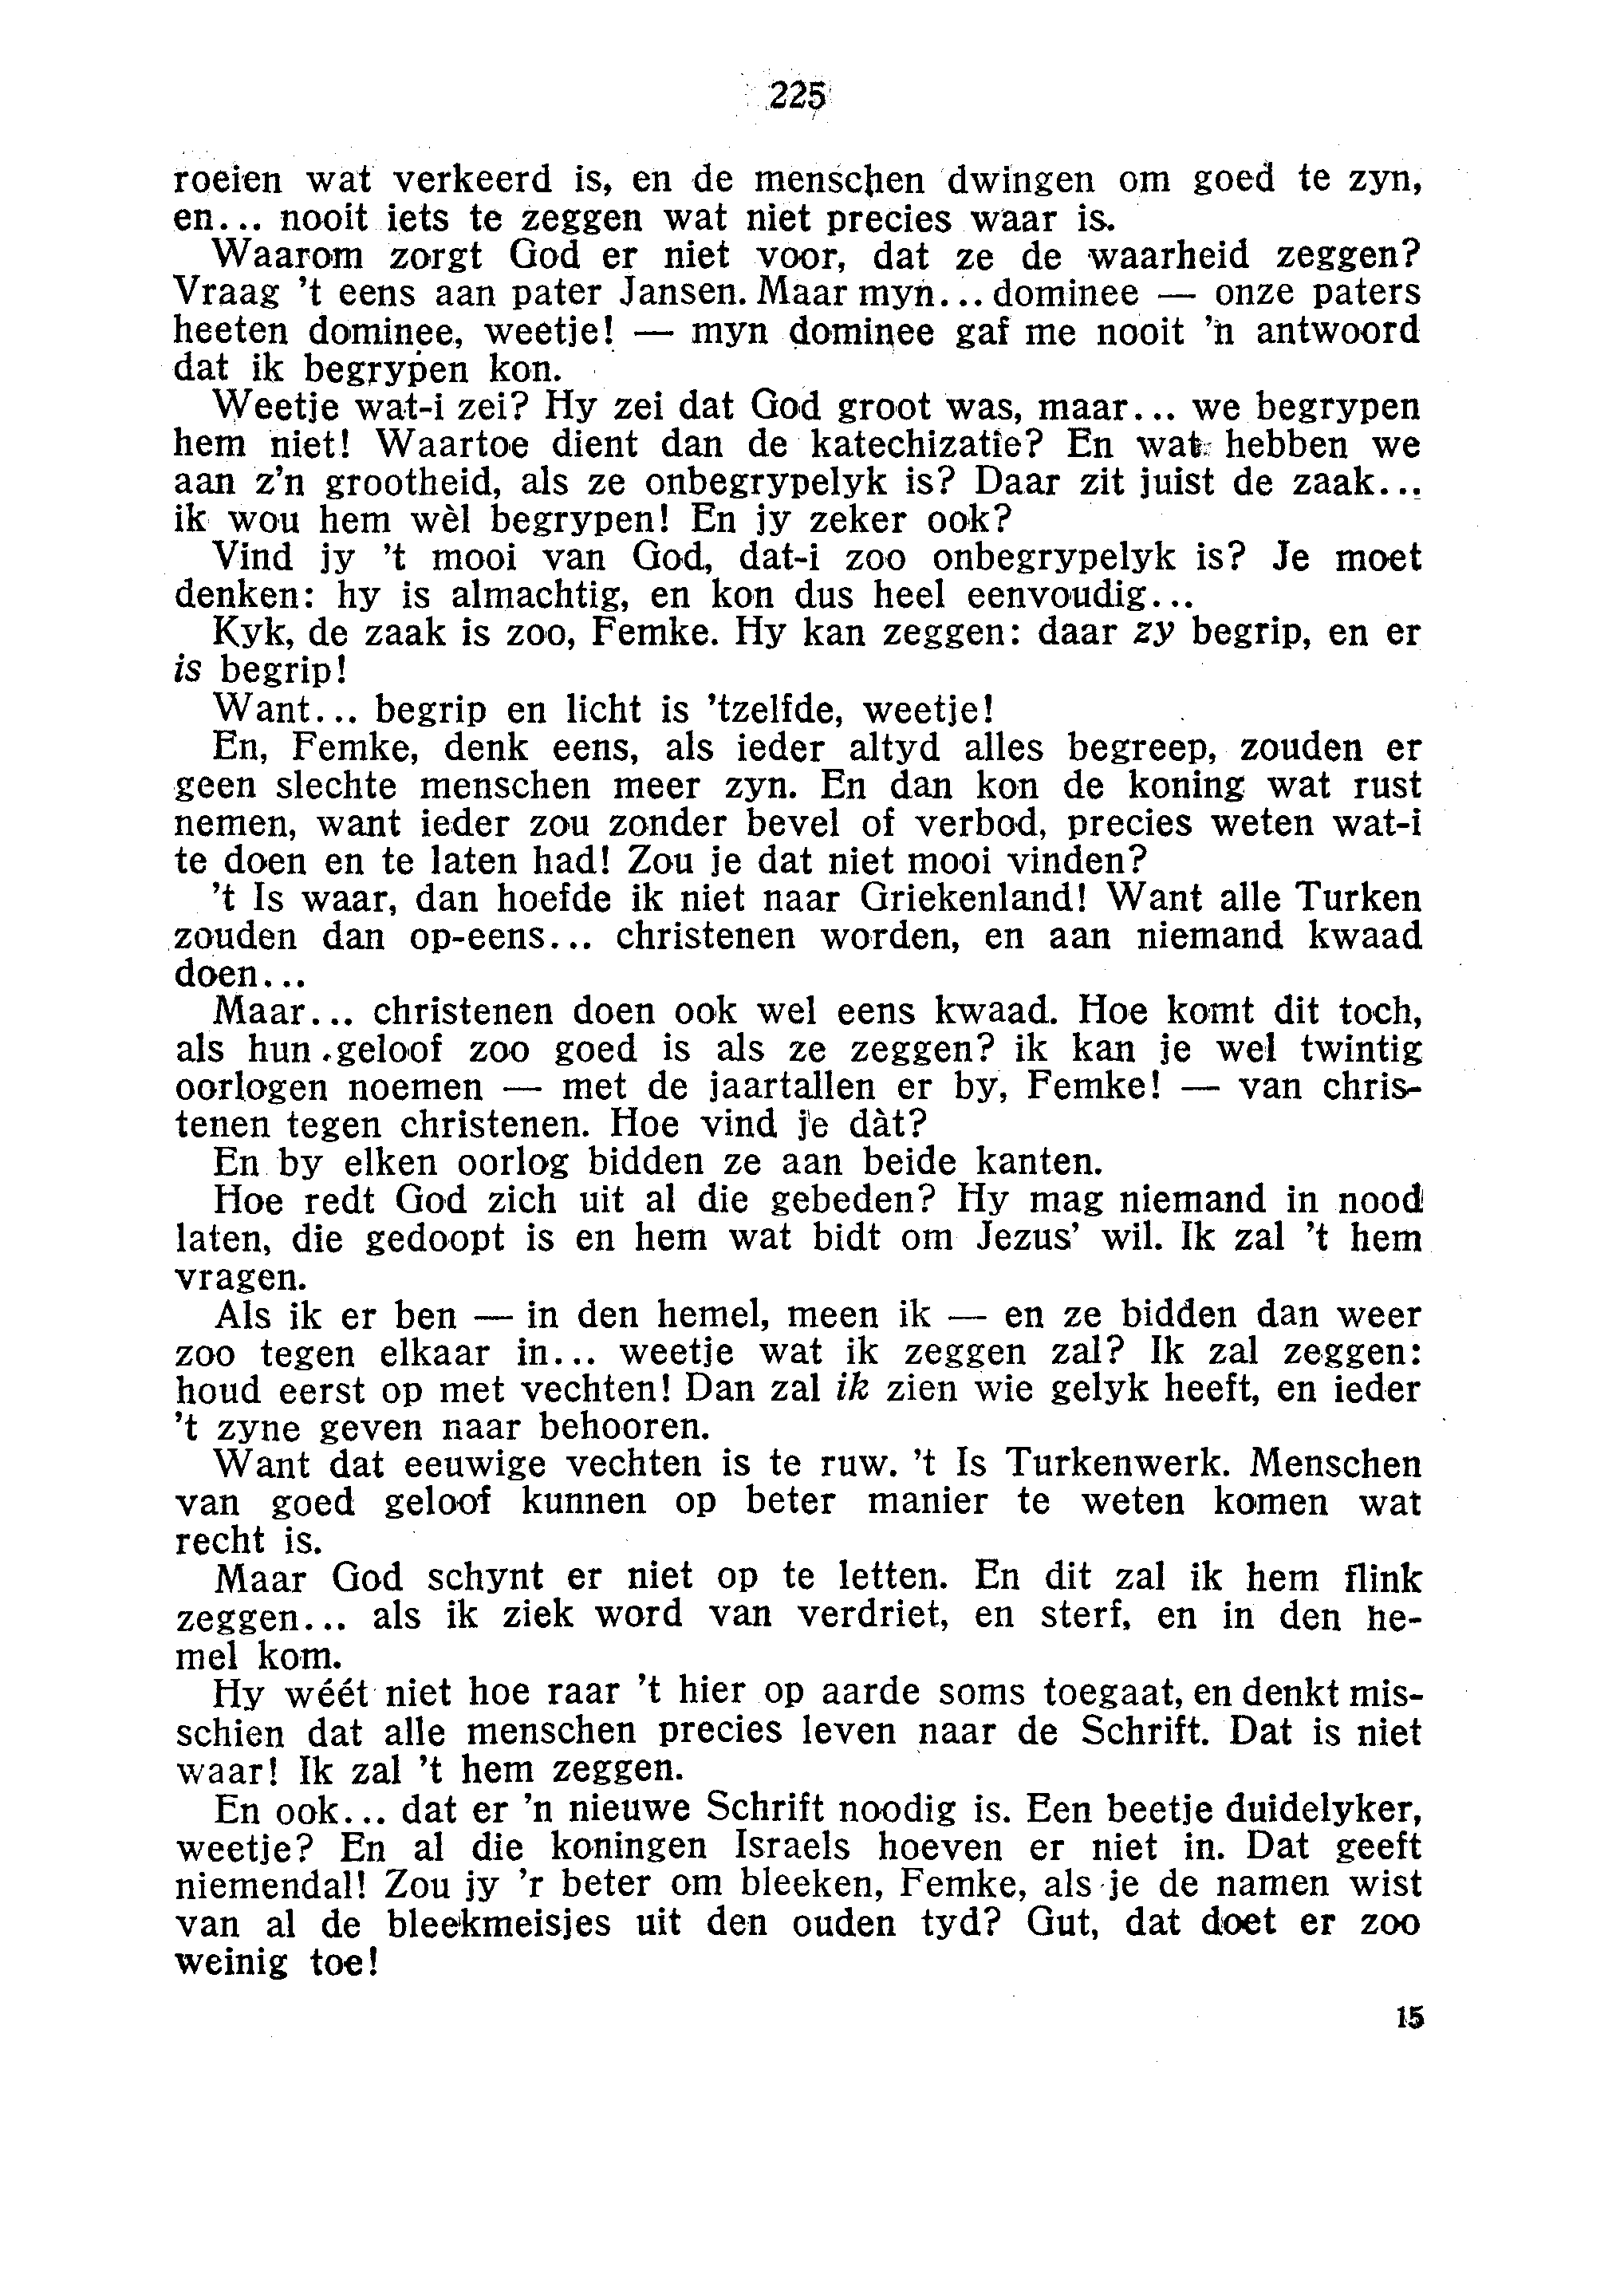 225
roeien wat verkeerd is, en de menschen dwingen om goed te zyn,
en... nooit iets te zeggen wat niet precies waar is.
Waarom zorgt God er niet voor, dat ze de waarheid zeggen?
Vraag 't eens aan pater Jansen. Maar myn... dominee — onze paters
heeten dominee, weetje! — myn dominee gaf me nooit 'n antwoord
dat ik begrypen kon.
Weetje wat-i zei? Hy zei dat God groot was, maar... we begrypen
hem niet! Waartoe dient dan de katechizatie? En wat hebben we
aan z'n grootheid, als ze onbegrypelyk is? Daar zit juist de zaak...
ik wou hem wèl begrypen! En jy zeker ook?
Vind jy 't mooi van God, dat-i zoo onbegrypelyk is? Je moet
denken: hy is almachtig, en kon dus heel eenvoudig...
Kyk, de zaak is zoo, Femke. Hy kan zeggen: daar zy begrip, en er
is begrip!
Want... begrip en licht is 'tzelfde, weetje!
En, Femke, denk eens, als ieder altyd alles begreep, zouden er
geen slechte menschen meer zyn. En dan kon de koning wat rust
nemen, want ieder zou zonder bevel of verbod, precies weten wat-i
te doen en te laten had! Zou je dat niet mooi vinden?
't Is waar, dan hoefde ik niet naar Griekenland! Want alle Turken
zouden dan op-eens... christenen worden, en aan niemand kwaad
doen...
Maar... christenen doen ook wel eens kwaad. Hoe komt dit toch,
als hun geloof zoo goed is als ze zeggen? ik kan je wel twintig
oorlogen noemen — met de jaartallen er by, Femke! — van chris-
tenen tegen christenen. Hoe vind je dàt?
En by elken oorlog bidden ze aan beide kanten.
Hoe redt God zich uit al die gebeden? Hy mag niemand in nood
laten, die gedoopt is en hem wat bidt om Jezus' wil. Ik zal 't hem
vragen.
Als ik er ben — in den hemel, meen ik — en ze bidden dan weer
zoo tegen elkaar in... weetje wat ik zeggen zal? Ik zal zeggen:
houd eerst op met vechten! Dan zal ik zien wie gelyk heeft, en ieder
't zyne geven naar behooren.
Want dat eeuwige vechten is te ruw. 't Is Turkenwerk. Menschen
van goed geloof kunnen op beter manier te weten komen wat
recht is.
Maar God schynt er niet op te letten. En dit zal ik hem flink
zeggen... als ik ziek word van verdriet, en sterf, en in den he-
mel kom.
Hy wéét niet hoe raar 't hier op aarde soms toegaat, en denkt mis-
schien dat alle menschen precies leven naar de Schrift. Dat is niet
waar! Ik zal 't hem zeggen.
En ook... dat er 'n nieuwe Schrift noodig is. Een beetje duidelyker,
weetje? En al die koningen Israels hoeven er niet in. Dat geeft
niemendal! Zou jy 'r beter om bleeken, Femke, als je de namen wist
van al de bleekmeisjes uit den ouden tyd? Gut, dat doet er zoo
weinig toe!
15